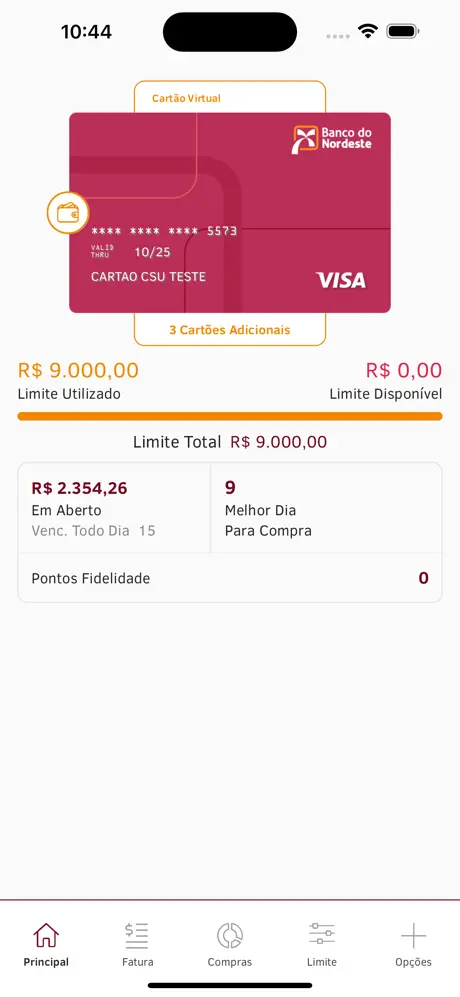 10:44
Cartão Virtual
Banco do
Nordeste
**** **** **** 5573
VALID
THRU 10/25
CARTAO CSU TESTE
VISA
3 Cartões Adicionais
R$ 9.000,00 R$ 0,00
Limite Utilizado Limite Disponível
Limite Total R$ 9.000,00
R$ 2.354,26
Em Aberto
Venc. Todo Dia 15
9
Melhor Dia
Para Compra
Pontos Fidelidade 0
Principal Fatura Compras Limite Opções